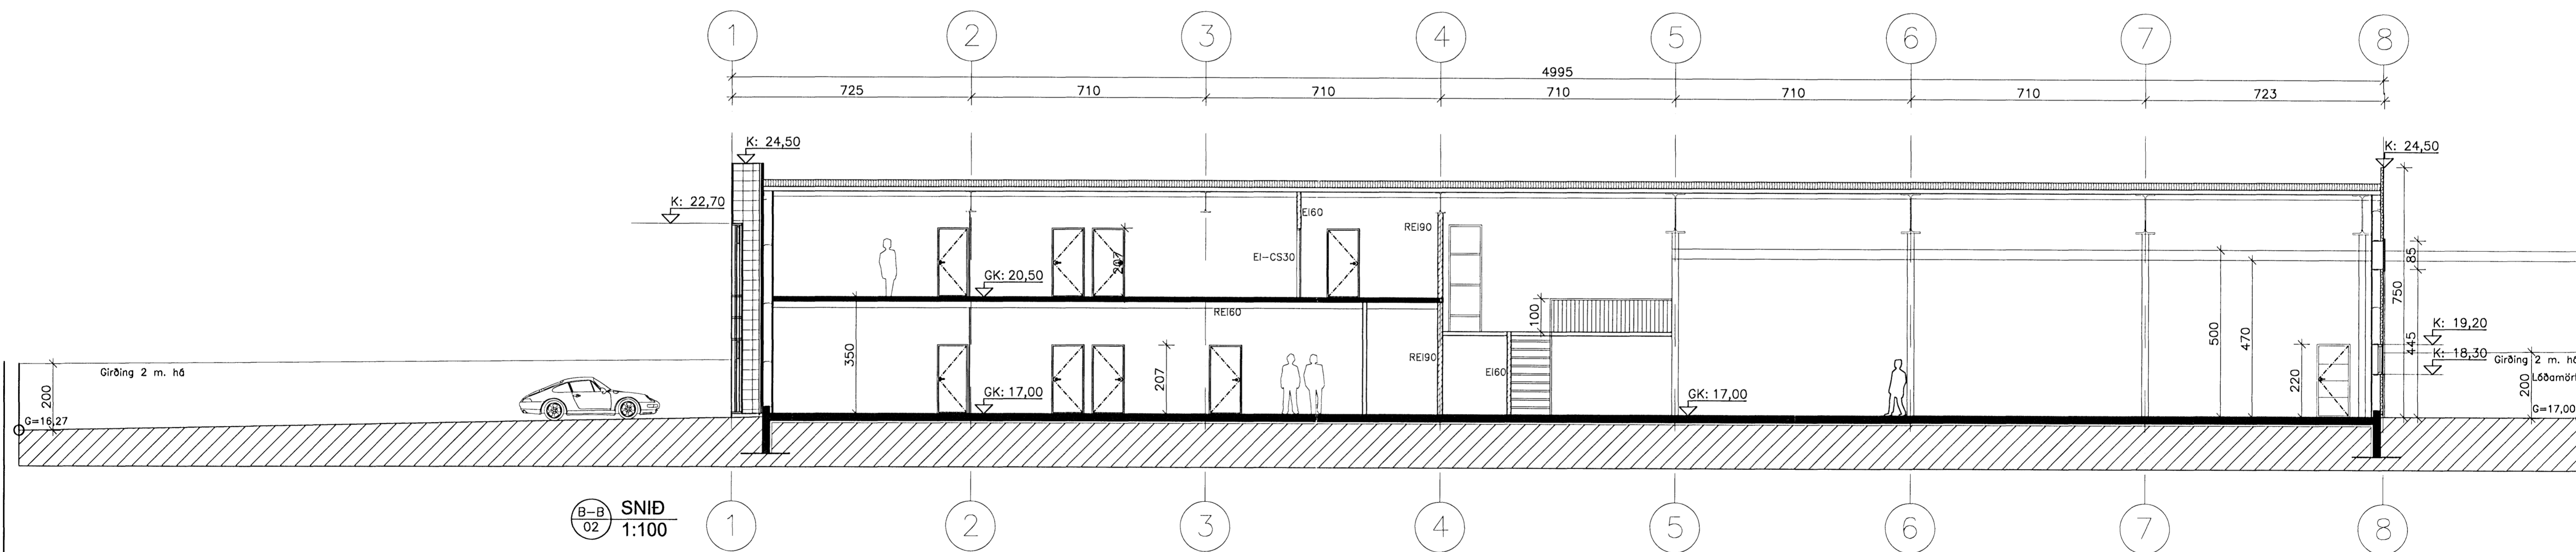 1 2 3 4 5 6 7 8
4995
725 710 710 710 710 710 723
K: 24,50
K: 24,50
K: 22,70
EI60
REI90
EI-CS30
207
GK: 20,50
REI60
85
750
500
470
445
100
K: 19,20
K: 18,30
350
207
REI90
EI60
220
200
Girðing 2 m. há
Girðing 2 m. há
200
GK: 17,00
GK: 17,00
G=16,27
G=17,00
B-B
02
SNIÐ
1:100
1 2 3 4 5 6 7 8